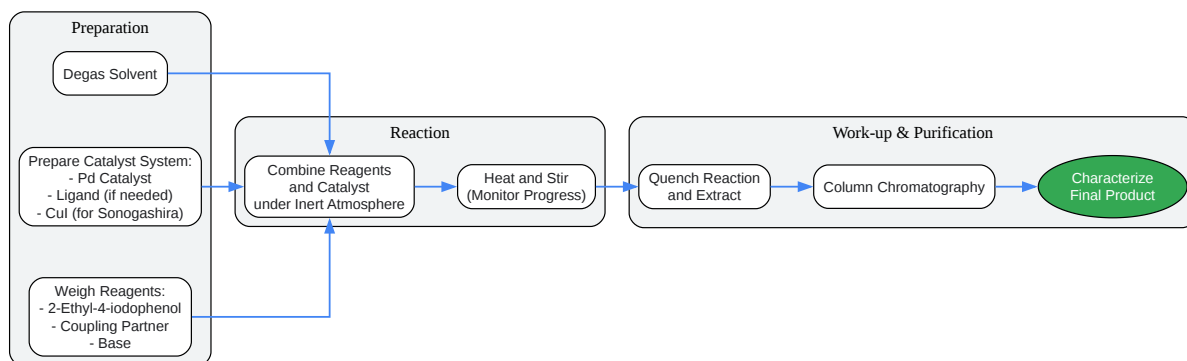 Preparation
Degas Solvent
Prepare Catalyst System:
- Pd Catalyst
- Ligand (if needed)
- CuI (for Sonogashira)
Weigh Reagents:
- 2-Ethyl-4-iodophenol
- Coupling Partner
- Base
Reaction
Combine Reagents
and Catalyst
under Inert Atmosphere
Heat and Stir
(Monitor Progress)
Work-up & Purification
Quench Reaction
and Extract
Column Chromatography
Characterize
Final Product